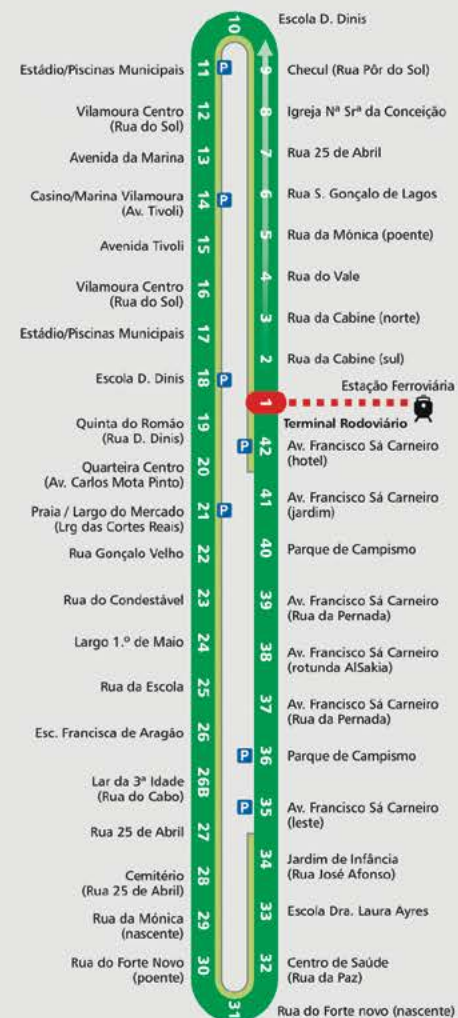 10
Escola D. Dinis
11
Estádio/Piscinas Municipais
P
12
Vilamoura Centro
(Rua do Sol)
13
Avenida da Marina
14
Casino/Marina Vilamoura
(Av. Tivoli)
P
15
Avenida Tivoli
16
Vilamoura Centro
(Rua do Sol)
17
Estádio/Piscinas Municipais
18
Escola D. Dinis
P
19
Quinta do Romão
(Rua D. Dinis)
20
Quarteira Centro
(Av. Carlos Mota Pinto)
21
Praia / Largo do Mercado
(Lrg das Cortes Reais)
P
22
Rua Gonçalo Velho
23
Rua do Condestável
24
Largo 1.º de Maio
25
Rua da Escola
26
Esc. Francisca de Aragão
26B
Lar da 3ª Idade
(Rua do Cabo)
27
Rua 25 de Abril
28
Cemitério
(Rua 25 de Abril)
29
Rua da Mónica
(nascente)
30
Rua do Forte Novo
(poente)
31
Rua do Forte novo (nascente)
9
Checul (Rua Pôr do Sol)
8
Igreja Nª Srª da Conceição
7
Rua 25 de Abril
6
Rua S. Gonçalo de Lagos
5
Rua da Mónica (poente)
4
Rua do Vale
3
Rua da Cabine (norte)
2
Rua da Cabine (sul)
Estação Ferroviária
1
Terminal Rodoviário
42
Av. Francisco Sá Carneiro
(hotel)
P
41
Av. Francisco Sá Carneiro
(jardim)
40
Parque de Campismo
39
Av. Francisco Sá Carneiro
(Rua da Pernada)
38
Av. Francisco Sá Carneiro
(rotunda AlSakia)
37
Av. Francisco Sá Carneiro
(Rua da Pernada)
36
Parque de Campismo
P
35
Av. Francisco Sá Carneiro
(leste)
P
34
Jardim de Infância
(Rua José Afonso)
33
Escola Dra. Laura Ayres
32
Centro de Saúde
(Rua da Paz)